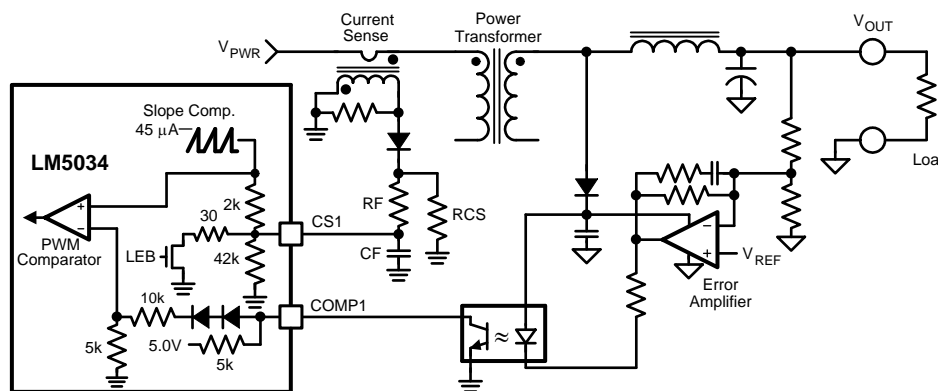 Current
Sense
Power
Transformer
V_PWR
V_OUT
Slope Comp.
45 μA
LM5034
2k
30
CS1
RF
RCS
CF
PWM
Comparator
LEB
42k
10k
COMP1
5.0V
5k
5k
≈
+
−
−
+
V_REF
Error
Amplifier
Load